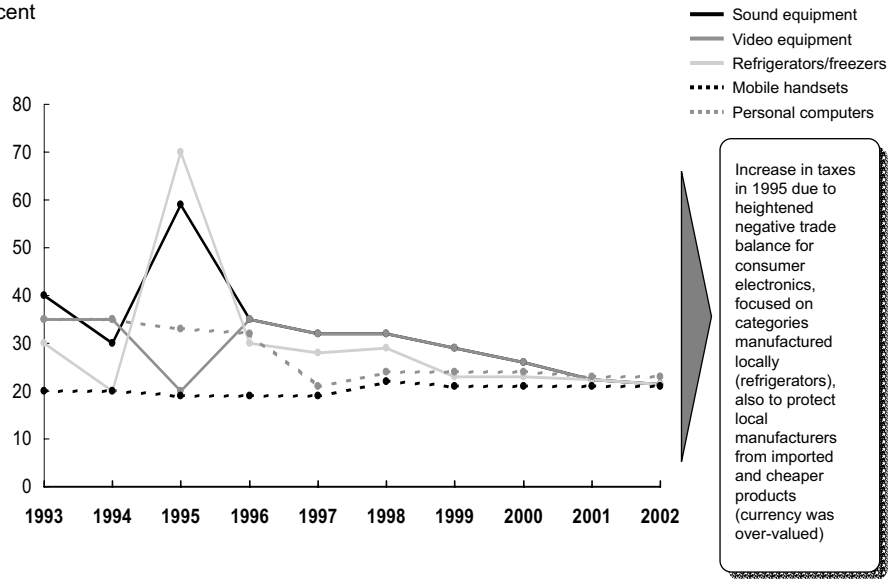 cent
Sound equipment
Video equipment
Refrigerators/freezers
Mobile handsets
Personal computers
80
70
60
50
40
30
20
10
0
1993 1994 1995 1996 1997 1998 1999 2000 2001 2002
Increase in taxes
in 1995 due to
heightened
negative trade
balance for
consumer
electronics,
focused on
categories
manufactured
locally
(refrigerators),
also to protect
local
manufacturers
from imported
and cheaper
products
(currency was
over-valued)